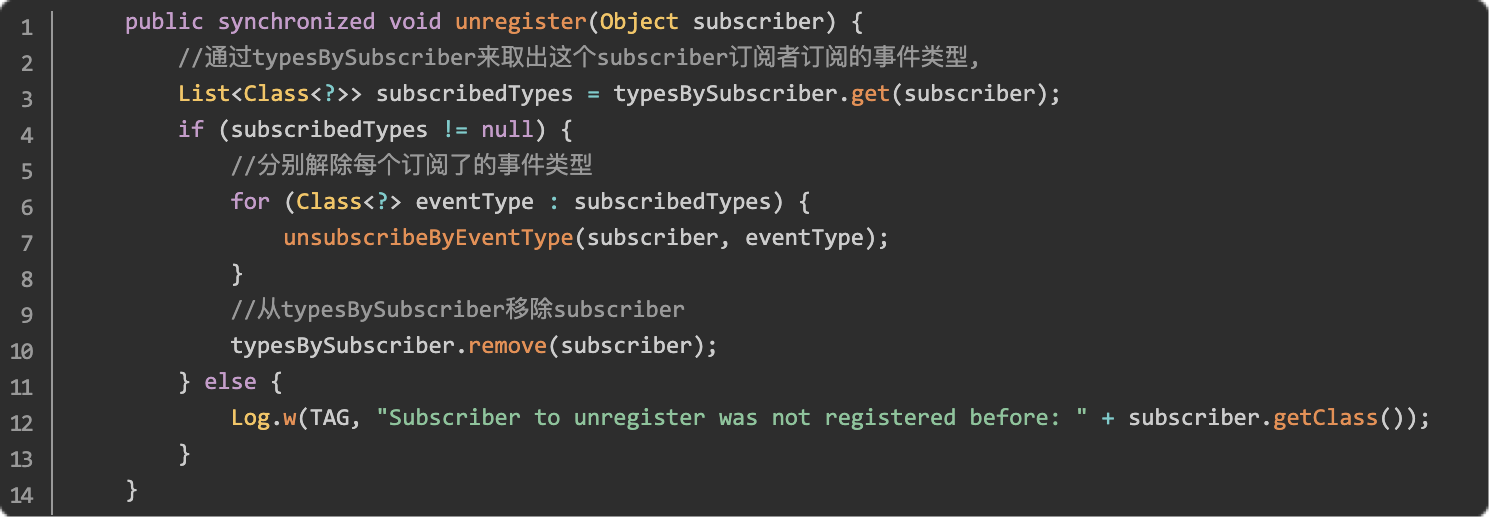 1 public synchronized void unregister(Object subscriber) {
2 //通过typesBySubscriber来取出这个subscriber订阅者订阅的事件类型,
3 List<Class<?>> subscribedTypes = typesBySubscriber.get(subscriber);
4 if (subscribedTypes != null) {
5 //分别解除每个订阅了的事件类型
6 for (Class<?> eventType : subscribedTypes) {
7 unsubscribeByEventType(subscriber, eventType);
8 }
9 //从typesBySubscriber移除subscriber
10 typesBySubscriber.remove(subscriber);
11 } else {
12 Log.w(TAG, "Subscriber to unregister was not registered before: " + subscriber.getClass());
13 }
14 }